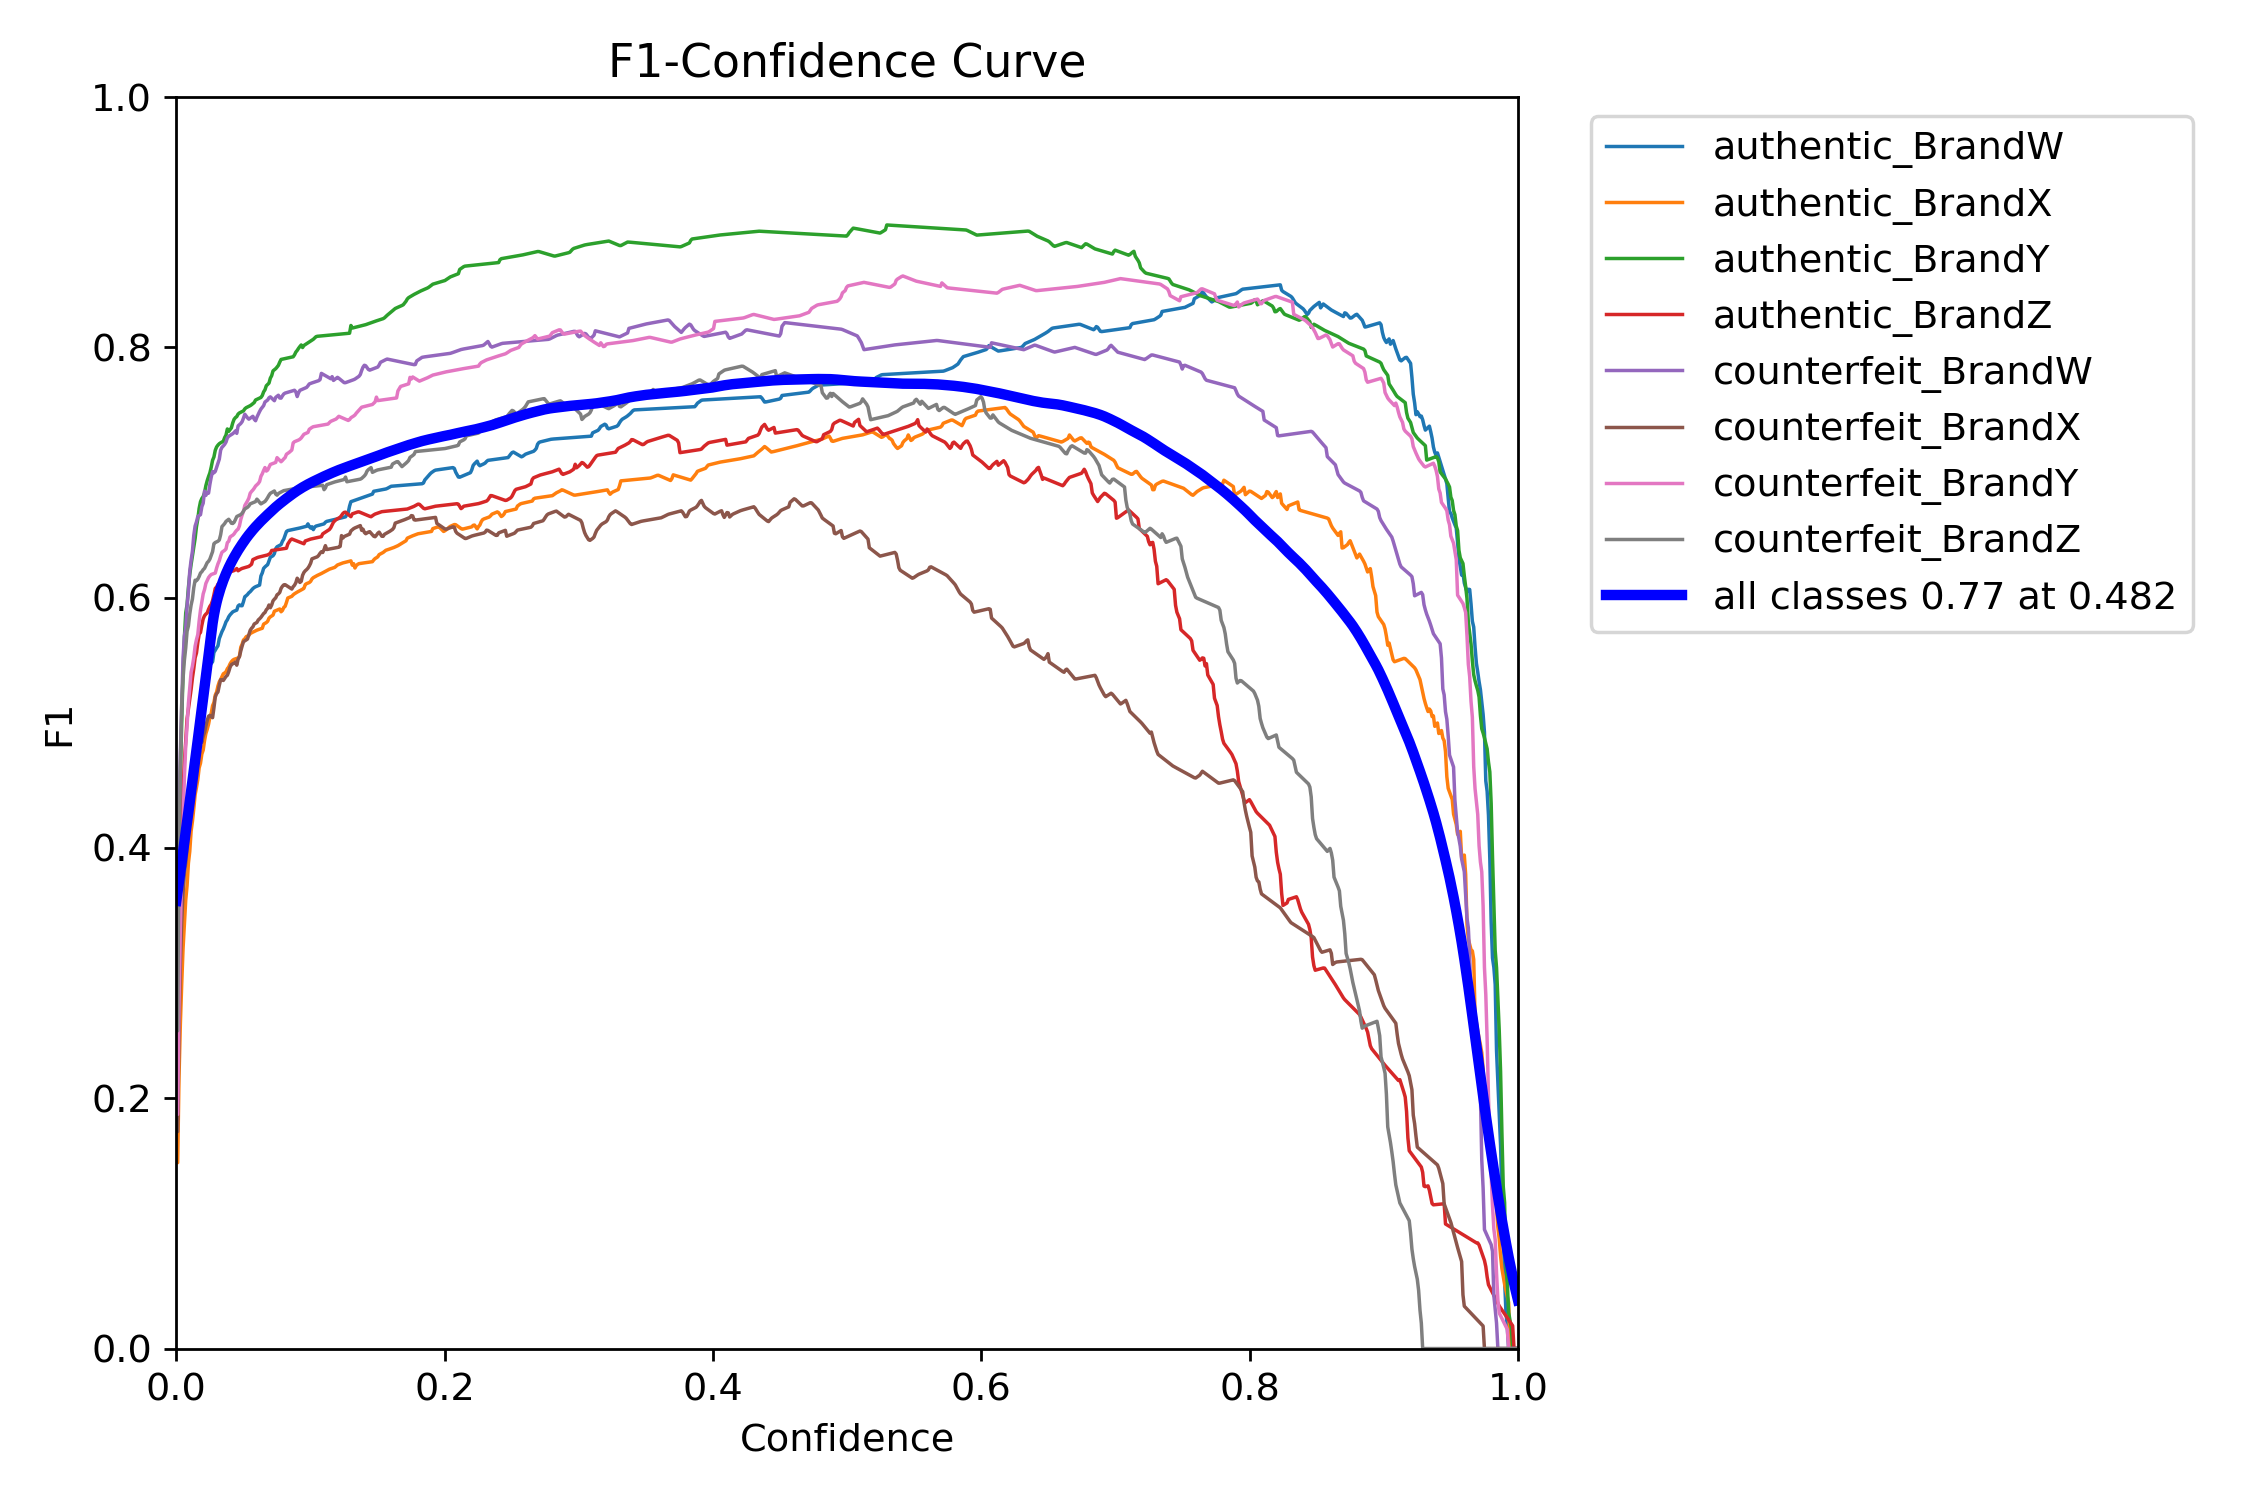 F1-Confidence Curve
1.0
0.8
0.6
0.4
0.2
0.0
F1
0.0 0.2 0.4 0.6 0.8 1.0
Confidence
authentic_BrandW
authentic_BrandX
authentic_BrandY
authentic_BrandZ
counterfeit_BrandW
counterfeit_BrandX
counterfeit_BrandY
counterfeit_BrandZ
all classes 0.77 at 0.482